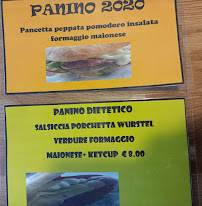 PANINO 2020
Pancetta peppata pomodoro insalata
formaggio maionese
PANINO DIETETICO
SALSICCIA PORCHETTA WURSTEL
VERDURE FORMAGGIO
MAIONESE+ KETCUP € 8.00